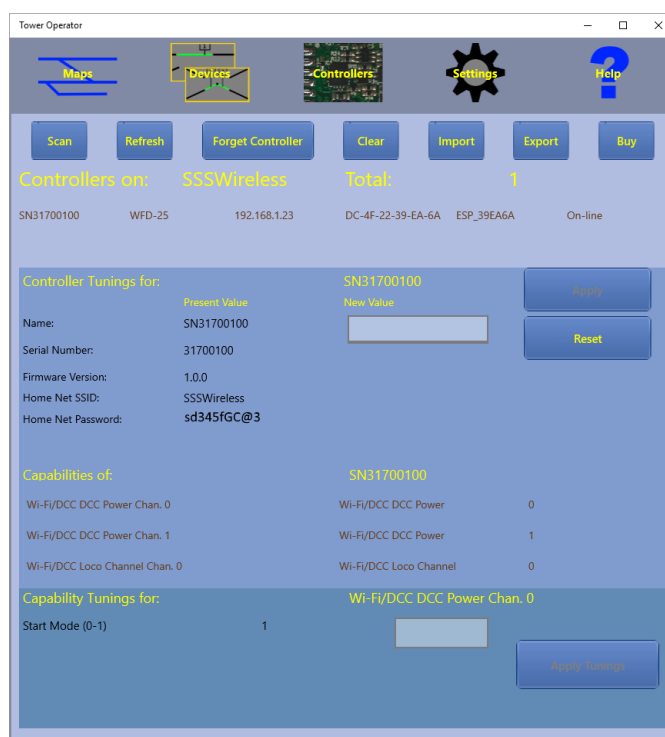 Tower Operator
Maps Devices Controllers Settings Help
Scan Refresh Forget Controller Clear Import Export Buy
Controllers on: SSSWireless Total: 1
SN31700100 WFD-25 192.168.1.23 DC-4F-22-39-EA-6A ESP_39EA6A On-line
Controller Tunings for: SN31700100 Apply
Present Value New Value
Name: SN31700100
Reset
Serial Number: 31700100
Firmware Version: 1.0.0
Home Net SSID: SSSWireless
Home Net Password: sd345fGC@3
Capabilities of: SN31700100
Wi-Fi/DCC DCC Power Chan. 0 Wi-Fi/DCC DCC Power 0
Wi-Fi/DCC DCC Power Chan. 1 Wi-Fi/DCC DCC Power 1
Wi-Fi/DCC Loco Channel Chan. 0 Wi-Fi/DCC Loco Channel 0
Capability Tunings for: Wi-Fi/DCC DCC Power Chan. 0
Start Mode (0-1) 1
Apply Tunings